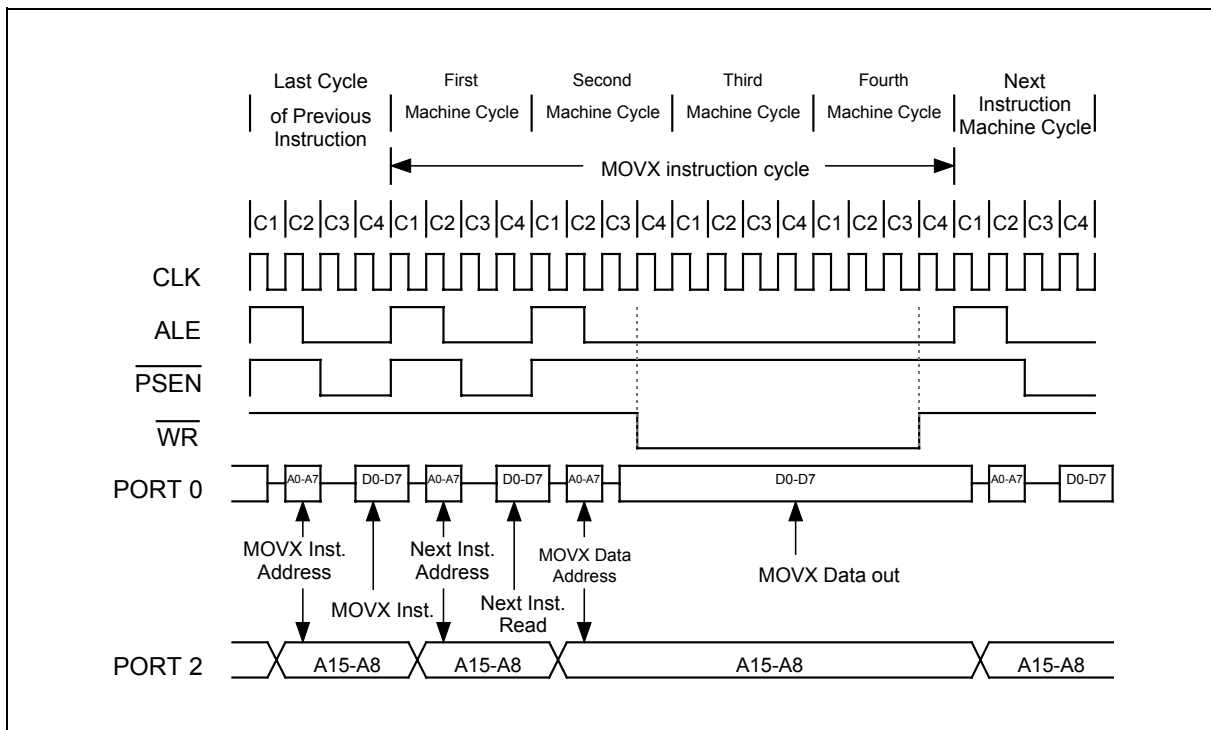 Last Cycle
of Previous
Instruction
First
Machine Cycle
Second
Machine Cycle
Third
Machine Cycle
Fourth
Machine Cycle
Next
Instruction
Machine Cycle
MOVX instruction cycle
C1 C2 C3 C4 C1 C2 C3 C4 C1 C2 C3 C4 C1 C2 C3 C4 C1 C2 C3 C4 C1 C2 C3 C4
CLK
ALE
PSEN
WR
PORT 0
A0-A7 D0-D7 A0-A7 D0-D7 A0-A7 D0-D7 A0-A7 D0-D7
MOVX Inst.
Address
MOVX Inst.
Next Inst.
Address
Next Inst.
Read
MOVX Data
Address
MOVX Data out
PORT 2
A15-A8 A15-A8 A15-A8 A15-A8